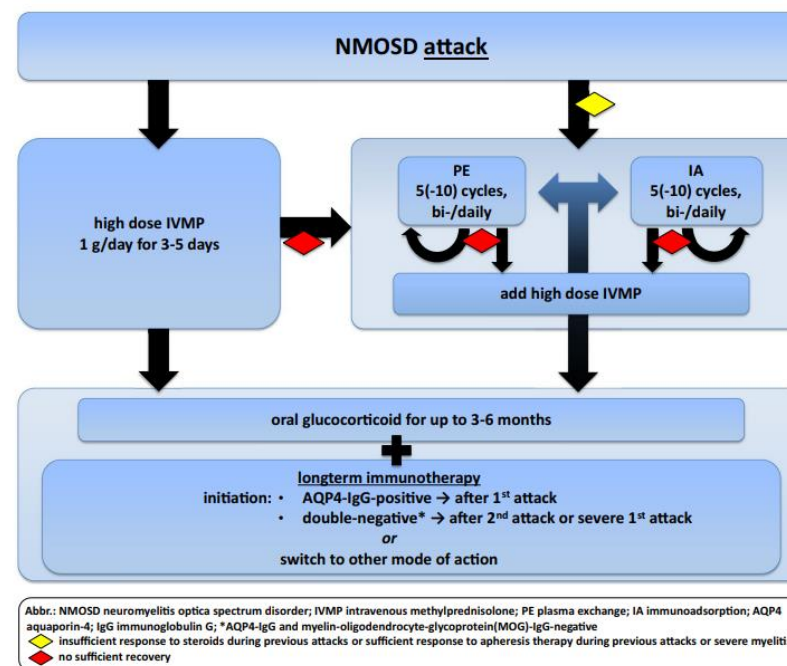 NMOSD attack
high dose IVMP
1 g/day for 3-5 days
PE
5(-10) cycles,
bi-/daily
IA
5(-10) cycles,
bi-/daily
add high dose IVMP
oral glucocorticoid for up to 3-6 months
longterm immunotherapy
initiation: • AQP4-IgG-positive → after 1st attack
• double-negative* → after 2nd attack or severe 1st attack
or
switch to other mode of action
Abbr.: NMOSD neuromyelitis optica spectrum disorder; IVMP intravenous methylprednisolone; PE plasma exchange; IA immunoadsorption; AQP4
aquaporin-4; IgG immunoglobulin G; *AQP4-IgG and myelin-oligodendrocyte-glycoprotein(MOG)-IgG-negative
insufficient response to steroids during previous attacks or sufficient response to apheresis therapy during previous attacks or severe myeliti
no sufficient recovery